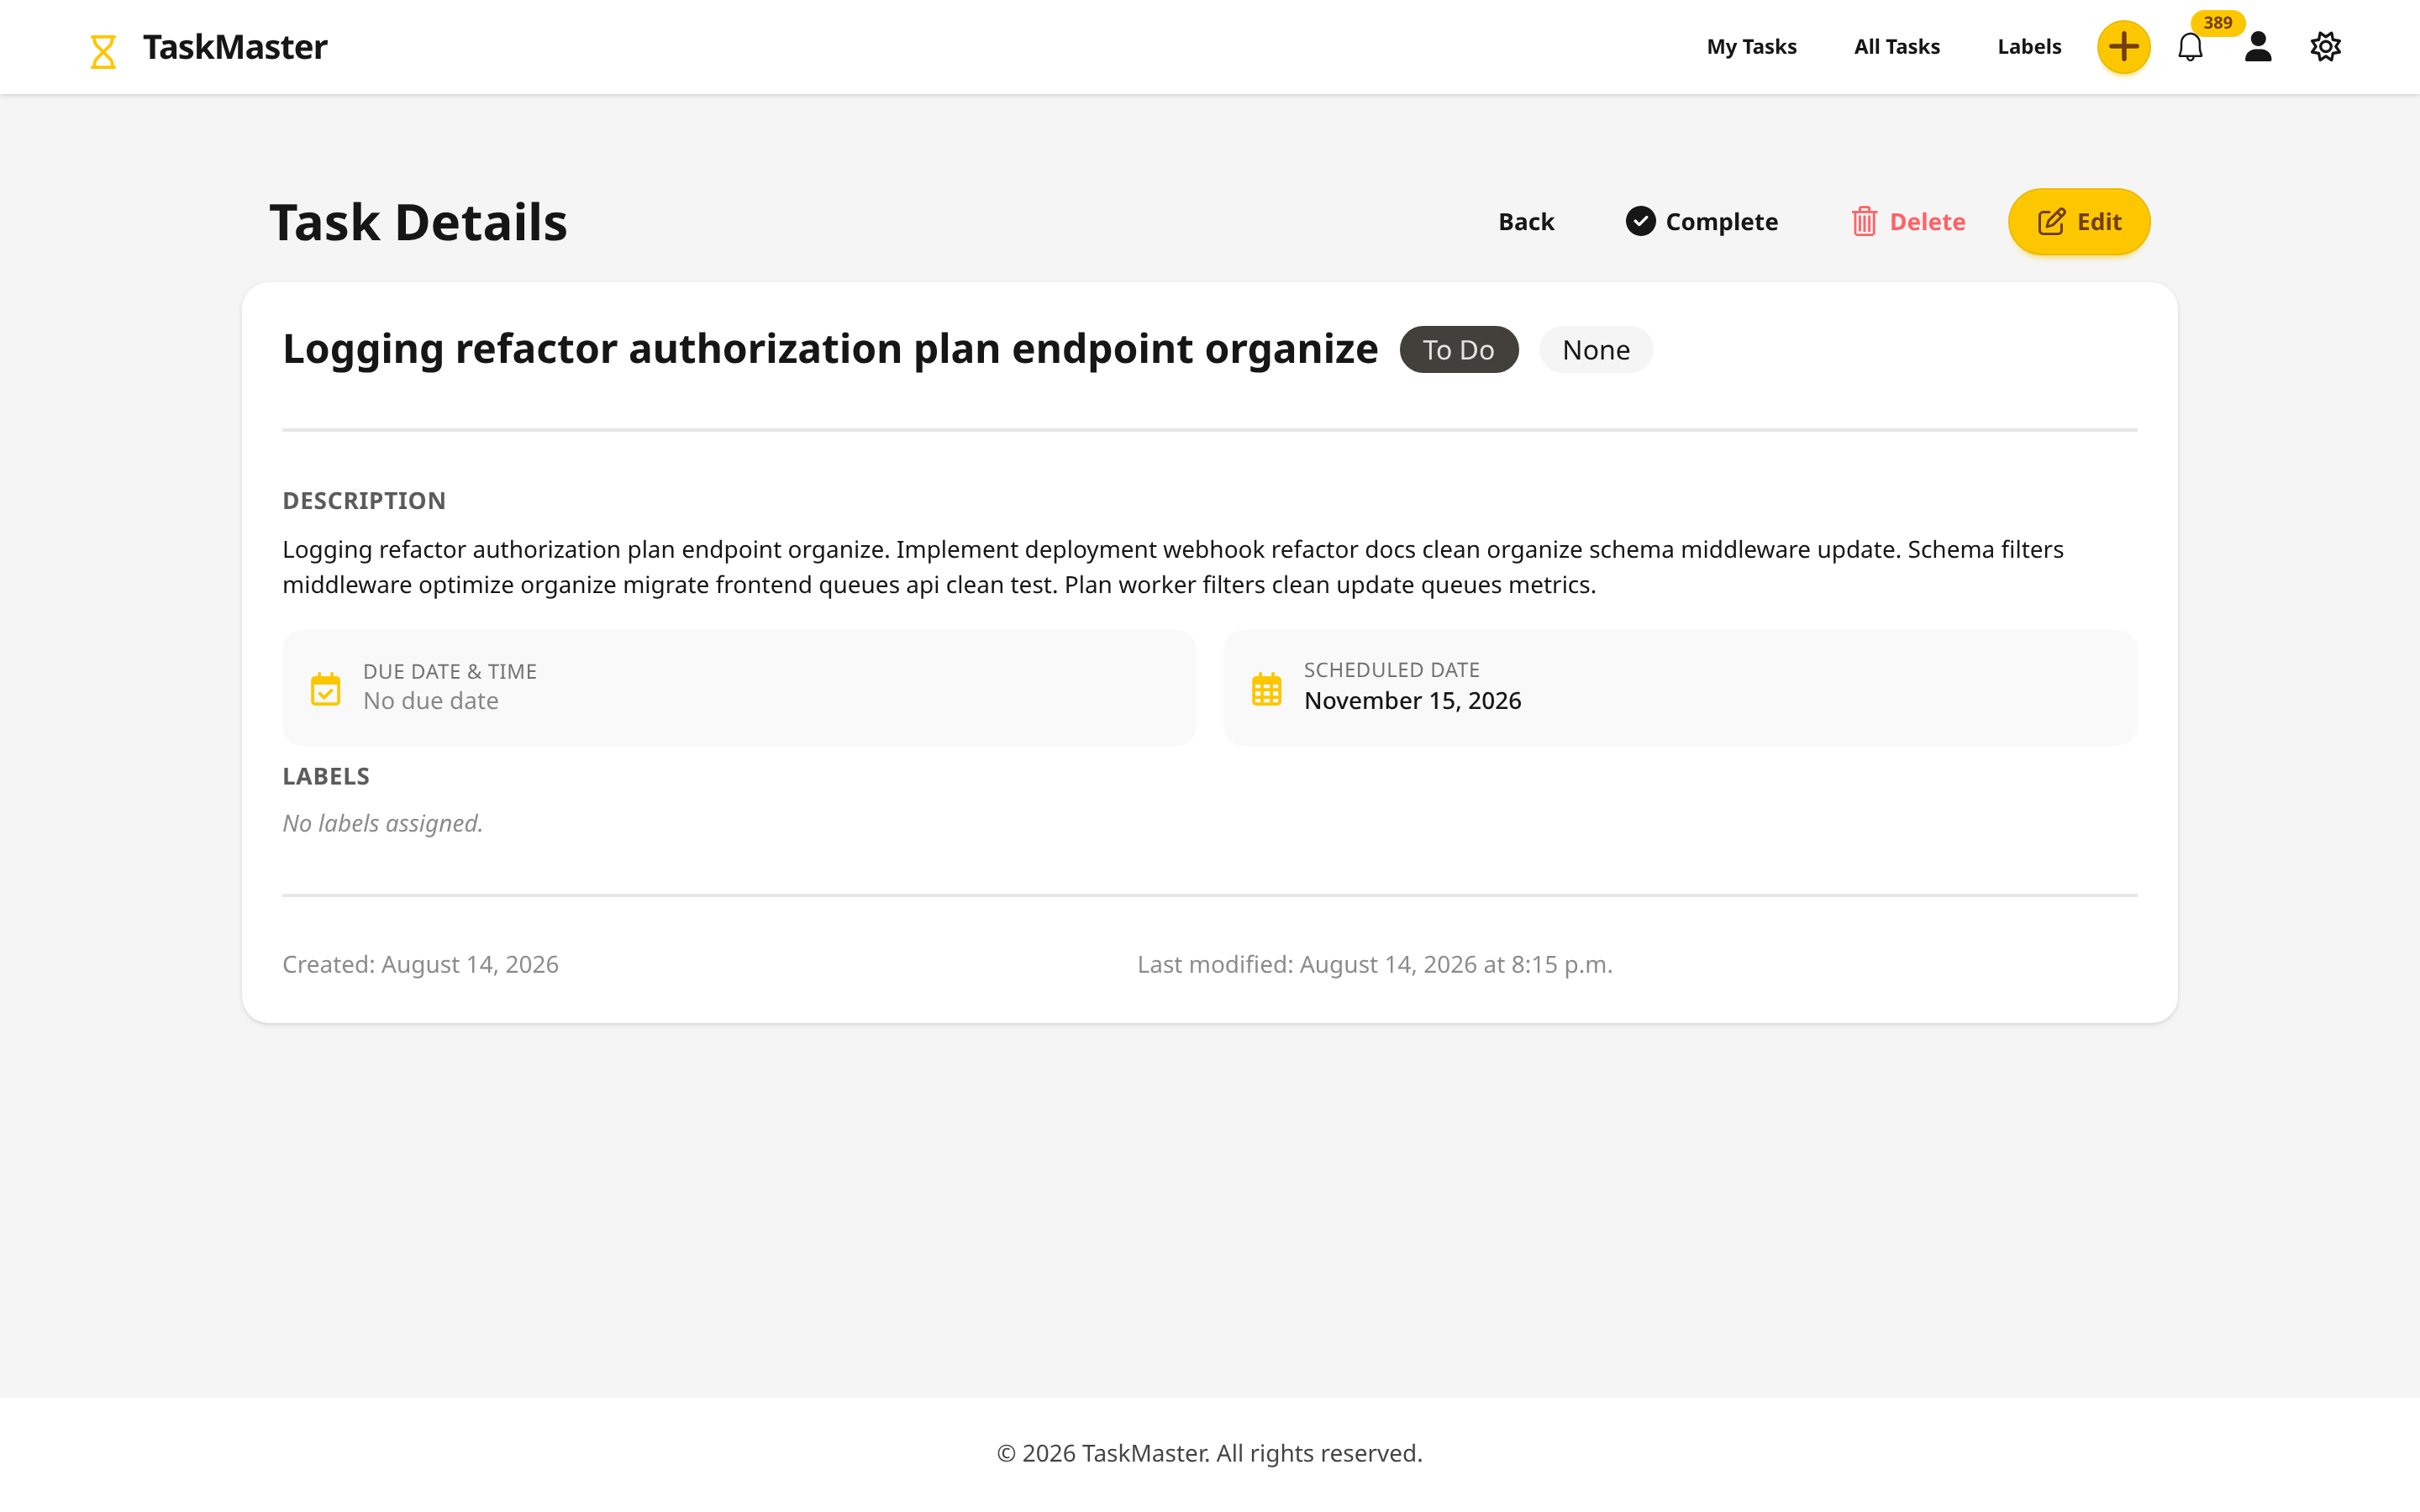 TaskMaster
My Tasks
All Tasks
Labels
389
Task Details
Back
Complete
Delete
Edit
Logging refactor authorization plan endpoint organize
To Do
None
DESCRIPTION
Logging refactor authorization plan endpoint organize. Implement deployment webhook refactor docs clean organize schema middleware update. Schema filters
middleware optimize organize migrate frontend queues api clean test. Plan worker filters clean update queues metrics.
DUE DATE & TIME
No due date
SCHEDULED DATE
November 15, 2026
LABELS
No labels assigned.
Created: August 14, 2026
Last modified: August 14, 2026 at 8:15 p.m.
© 2026 TaskMaster. All rights reserved.